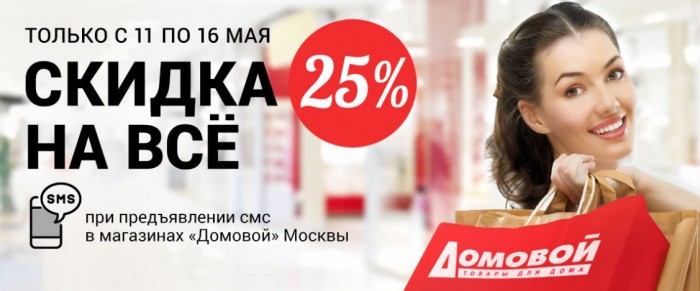 ТОЛЬКО С 11 ПО 16 МАЯ
СКИДКА
25%
НА ВСЁ
SMS
при предъявлении смс
в магазинах «Домовой» Москвы
ДОМОВОЙ
ТОВАРЫ ДЛЯ ДОМА